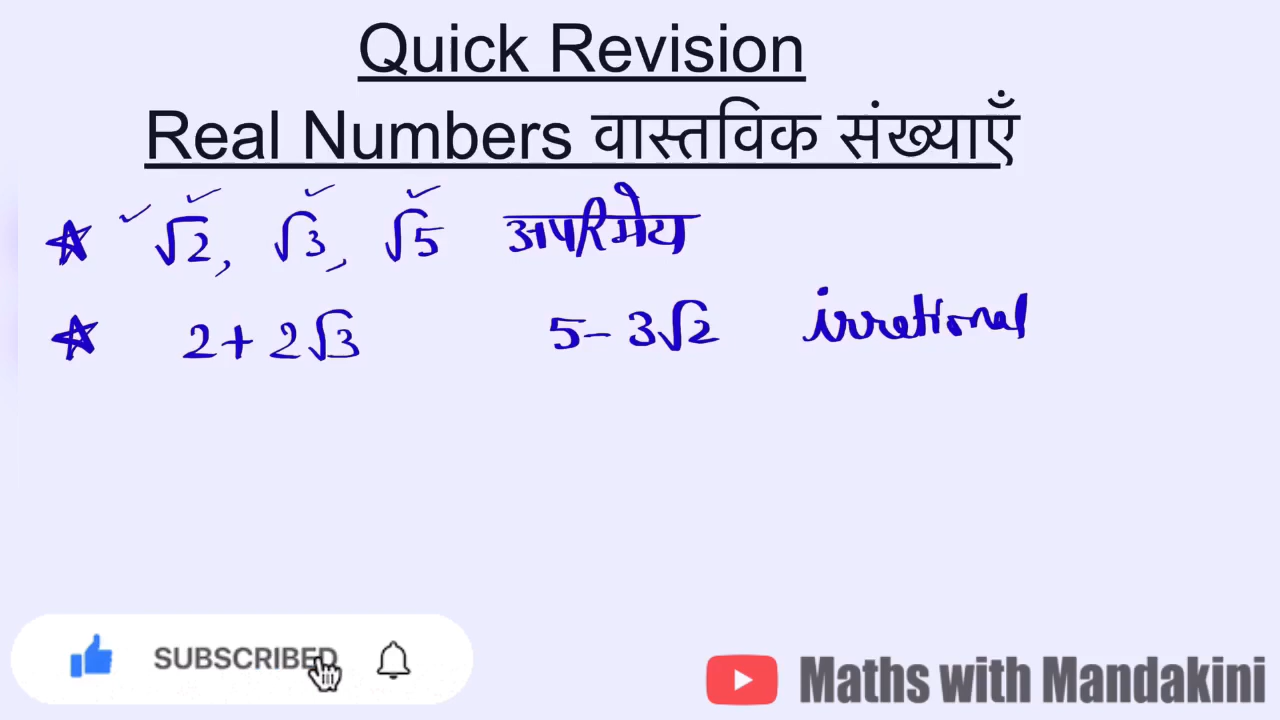 Quick Revision
Real Numbers वास्तविक संख्याएँ
√2, √3, √5 अपरिमेय
2+2√3 5-3√2 irrational
SUBSCRIBED
Maths with Mandakini